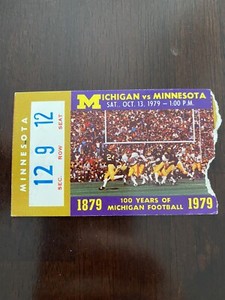 MICHIGAN vs MINNESOTA
SAT. OCT. 13, 1979 - 1:00 P.M.
MINNESOTA
12 9 12
SEC. ROW SEAT
1879 100 YEARS OF MICHIGAN FOOTBALL 1979